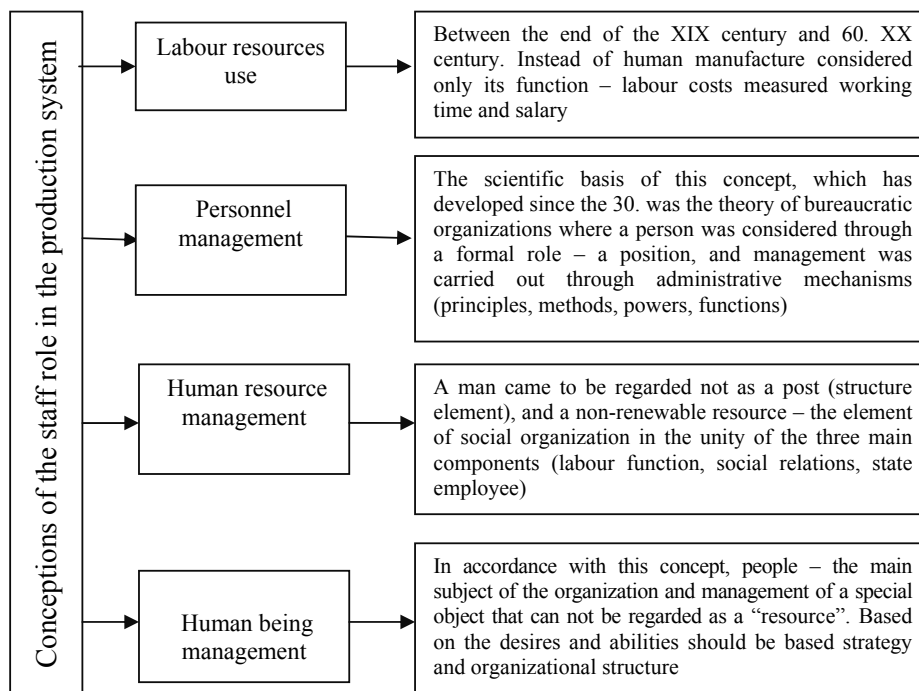 Conceptions of the staff role in the production system
Labour resources
use
Between the end of the XIX century and 60. XX
century. Instead of human manufacture considered
only its function – labour costs measured working
time and salary
Personnel
management
The scientific basis of this concept, which has
developed since the 30. was the theory of bureaucratic
organizations where a person was considered through
a formal role – a position, and management was
carried out through administrative mechanisms
(principles, methods, powers, functions)
Human resource
management
A man came to be regarded not as a post (structure
element), and a non-renewable resource – the element
of social organization in the unity of the three main
components (labour function, social relations, state
employee)
Human being
management
In accordance with this concept, people – the main
subject of the organization and management of a special
object that can not be regarded as a “resource”. Based
on the desires and abilities should be based strategy
and organizational structure